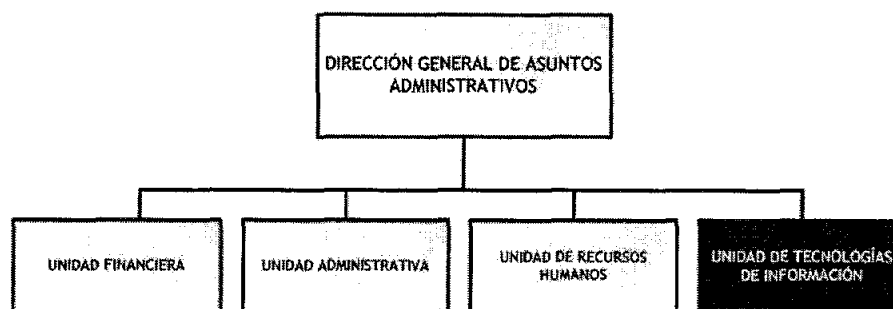 DIRECCIÓN GENERAL DE ASUNTOS
ADMINISTRATIVOS
UNIDAD FINANCIERA
UNIDAD ADMINISTRATIVA
UNIDAD DE RECURSOS
HUMANOS
UNIDAD DE TECNOLOGÍAS
DE INFORMACIÓN